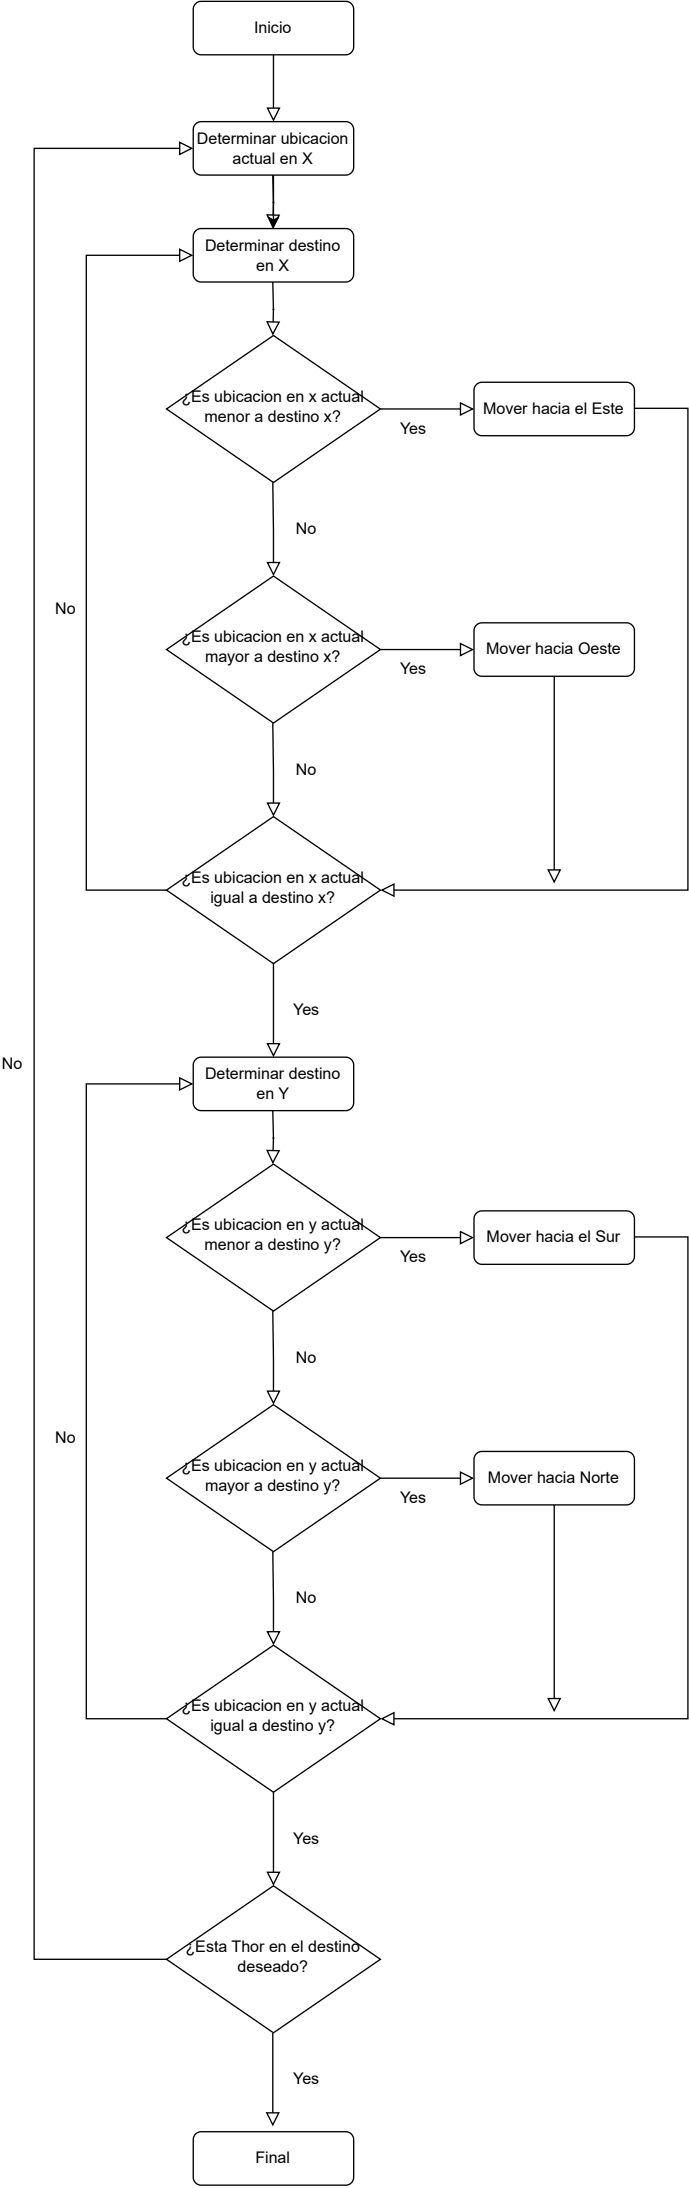 Inicio
Determinar ubicacion
actual en X
Determinar destino
en X
¿Es ubicacion en x actual
menor a destino x?
Yes
Mover hacia el Este
No
¿Es ubicacion en x actual
mayor a destino x?
Yes
Mover hacia Oeste
No
No
¿Es ubicacion en x actual
igual a destino x?
Yes
No
Determinar destino
en Y
¿Es ubicacion en y actual
menor a destino y?
Yes
Mover hacia el Sur
No
No
¿Es ubicacion en y actual
mayor a destino y?
Yes
Mover hacia Norte
No
¿Es ubicacion en y actual
igual a destino y?
Yes
¿Esta Thor en el destino
deseado?
Yes
Final